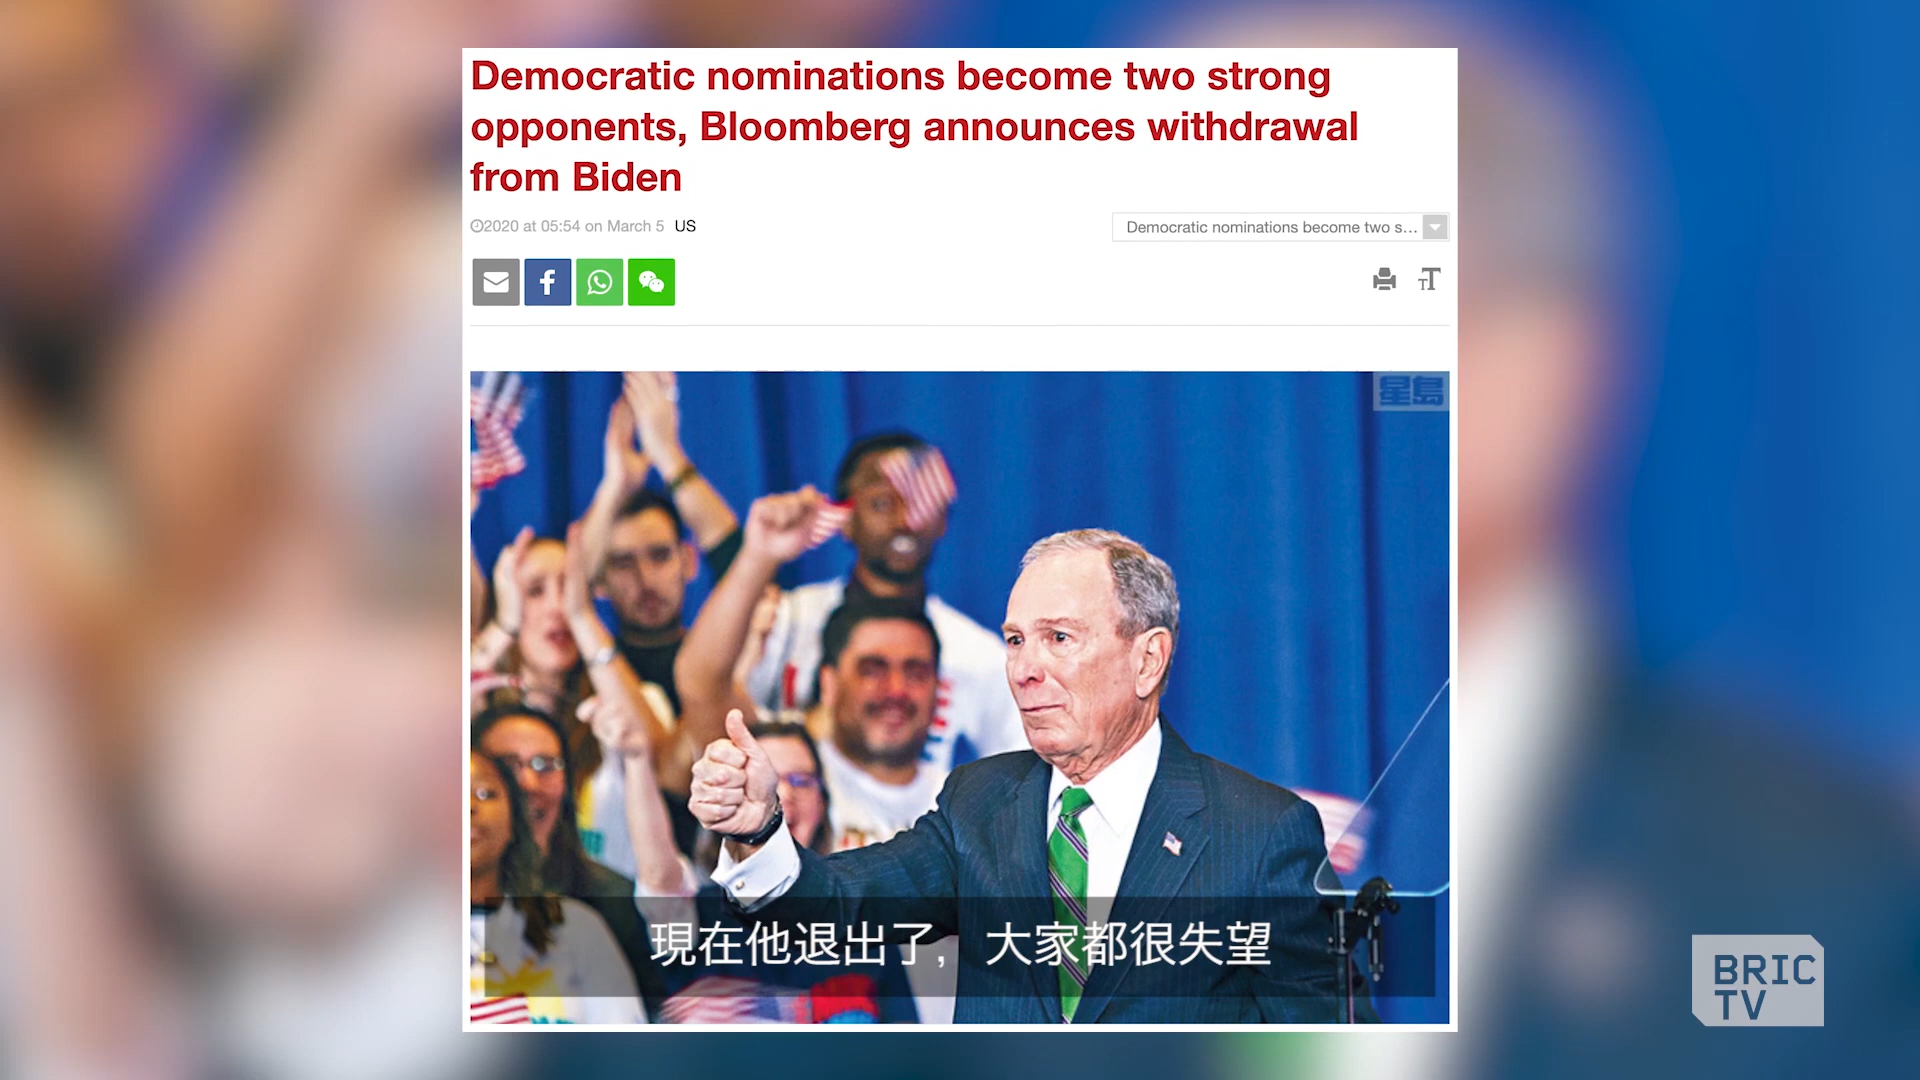 Democratic nominations become two strong
opponents, Bloomberg announces withdrawal
from Biden
2020 at 05:54 on March 5 US
Democratic nominations become two s...
星島
現在他退出了, 大家都很失望
BRIC
TV